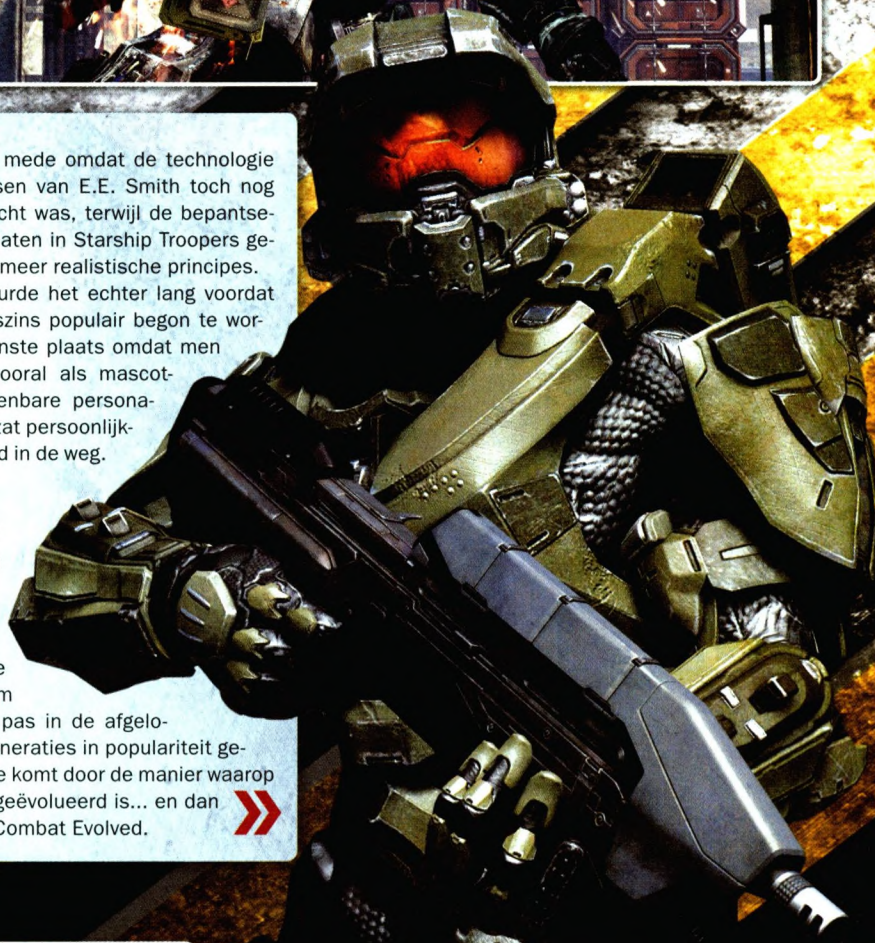 mede omdat de technologie
sen van E.E. Smith toch nog
cht was, terwijl de bepantse-
aten in Starship Troopers ge-
meer realistische principes.
urde het echter lang voordat
szins populair begon te wor-
nste plaats omdat men
ooral als mascot-
enbare persona-
zat persoonlijk-
d in de weg.
e
m
pas in de afgelo-
neraties in populariteit ge-
e komt door de manier waarop
geëvolueerd is... en dan
Combat Evolved.